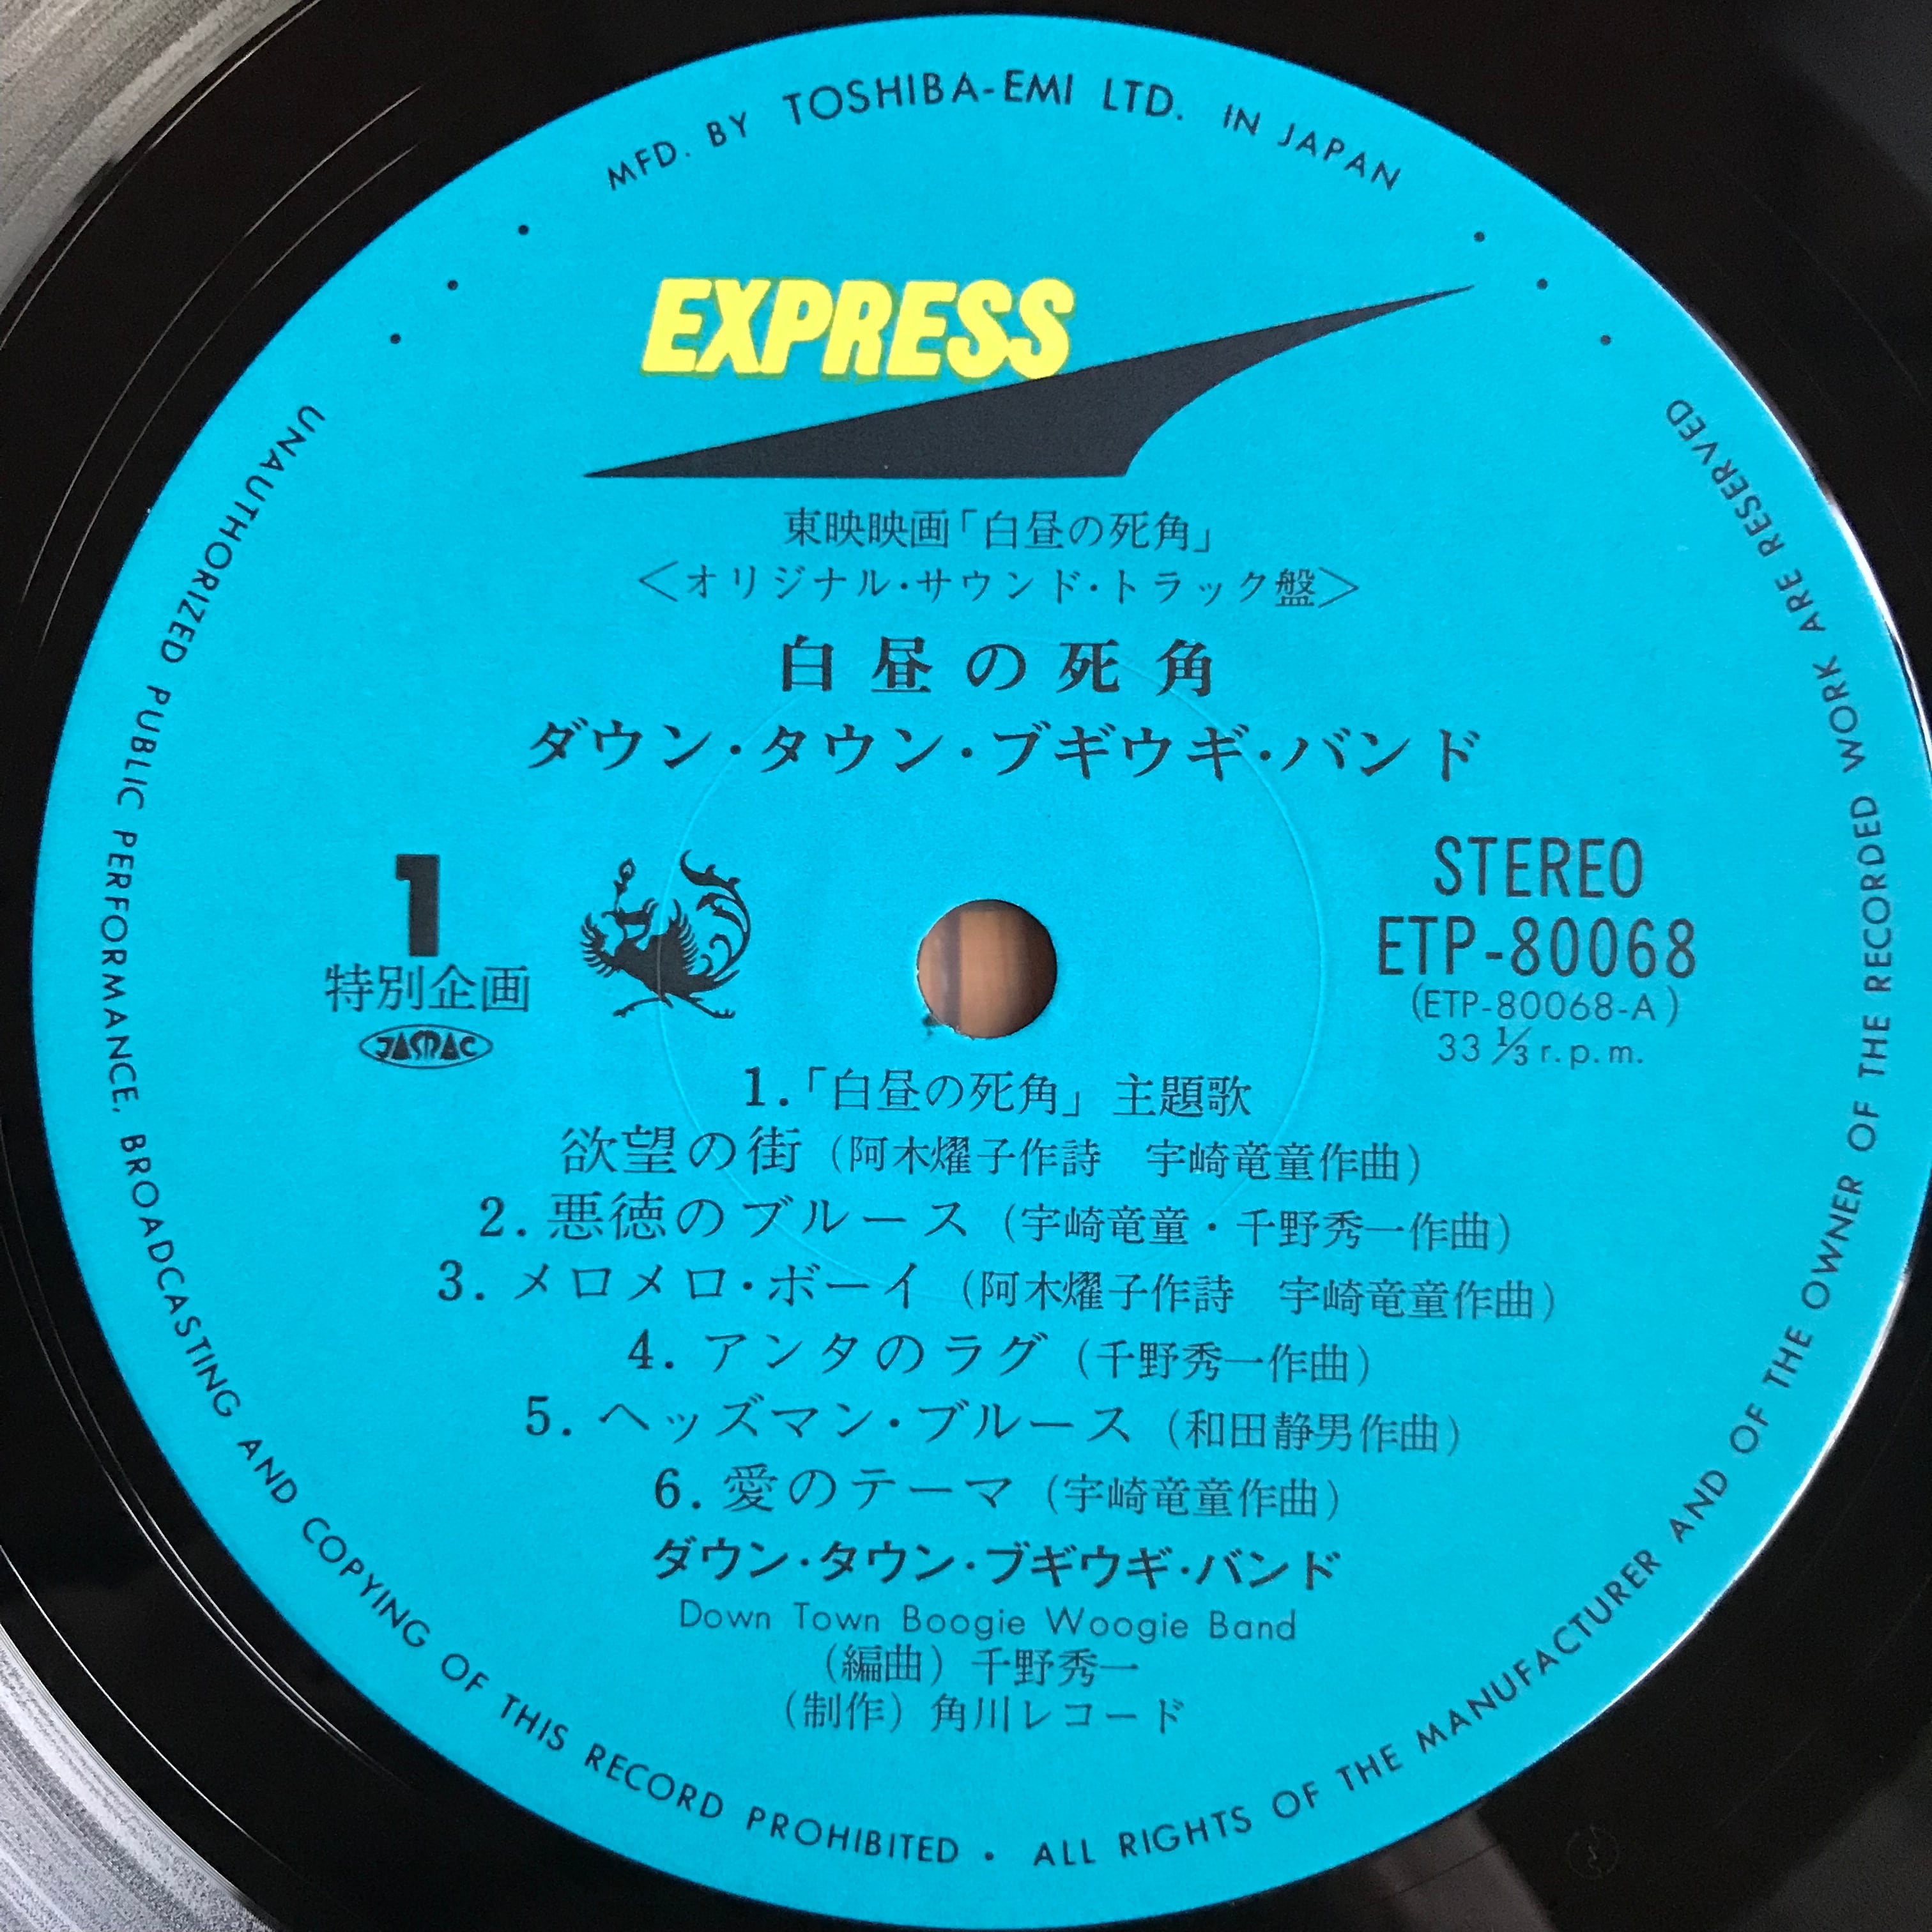 MFD. BY TOSHIBA-EMI LTD. IN JAPAN
EXPRESS
東映映画「白昼の死角」
<オリジナル・サウンド・トラック盤>
白昼の死角
ダウン・タウン・ブギウギ・バンド
1
特別企画
JASRAC
STEREO
ETP-80068
(ETP-80068-A)
33 1/3 r.p.m.
1.「白昼の死角」主題歌
欲望の街 (阿木燿子作詩 宇崎竜童作曲)
2. 悪徳のブルース (宇崎竜童・千野秀一作曲)
3. メロメロ・ボーイ (阿木燿子作詩 宇崎竜童作曲)
4. アンタのラグ (千野秀一作曲)
5. ヘッズマン・ブルース (和田静男作曲)
6. 愛のテーマ (宇崎竜童作曲)
ダウン・タウン・ブギウギ・バンド
Down Town Boogie Woogie Band
(編曲) 千野秀一
(制作) 角川レコード
UNAUTHORIZED PUBLIC PERFORMANCE, BROADCASTING AND COPYING OF THIS RECORD PROHIBITED • ALL RIGHTS OF THE MANUFACTURER AND OF THE OWNER OF THE RECORDED WORK ARE RESERVED